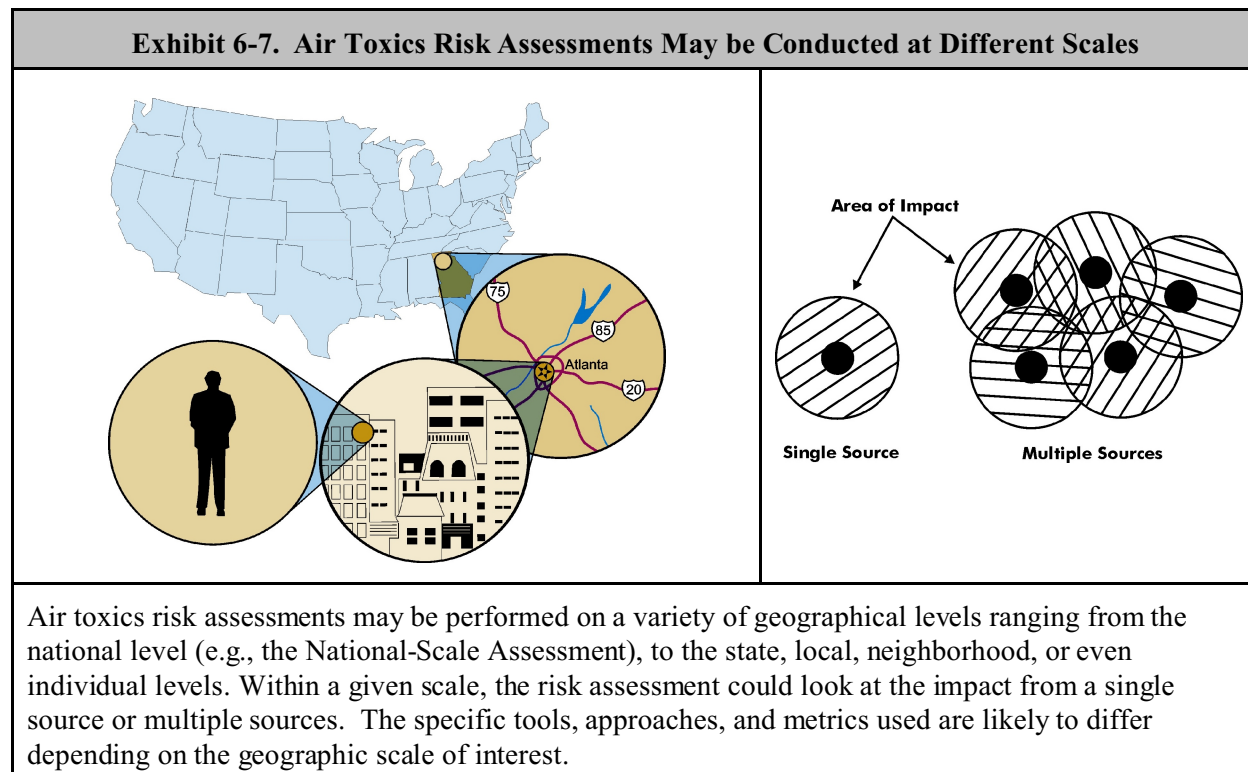 Exhibit 6-7.  Air Toxics Risk Assessments May be Conducted at Different Scales
75
85
Atlanta
20
Area of Impact
Single Source
Multiple Sources
Air toxics risk assessments may be performed on a variety of geographical levels ranging from the
national level (e.g., the National-Scale Assessment), to the state, local, neighborhood, or even
individual levels. Within a given scale, the risk assessment could look at the impact from a single
source or multiple sources.  The specific tools, approaches, and metrics used are likely to differ
depending on the geographic scale of interest.